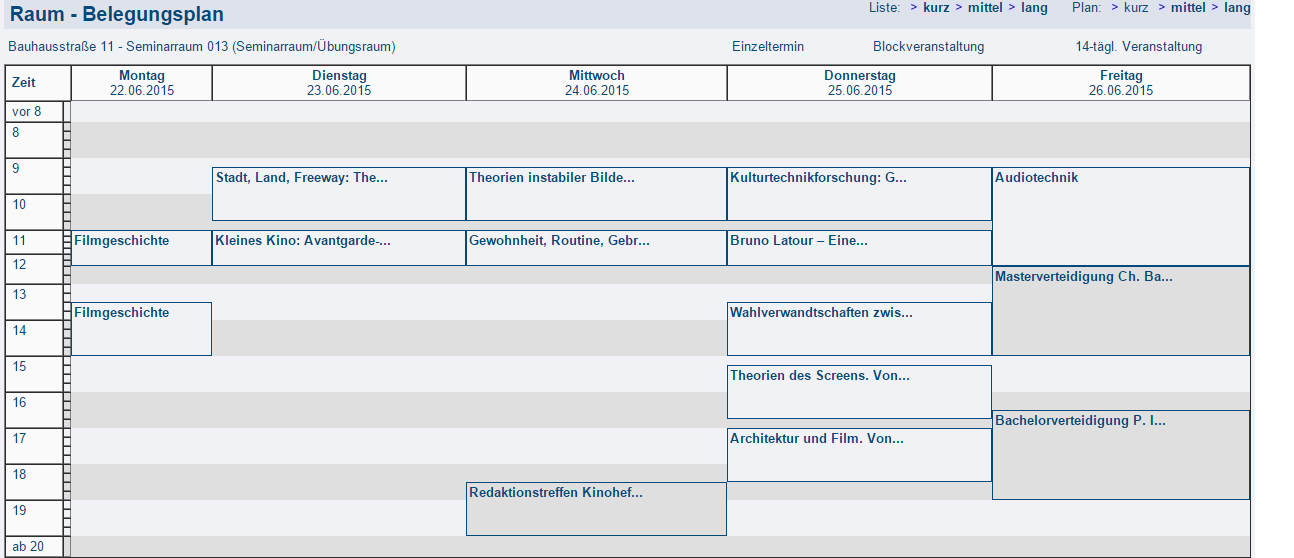 Raum - Belegungsplan
Liste: > kurz > mittel > lang Plan: > kurz > mittel > lang
Bauhausstraße 11 - Seminarraum 013 (Seminarraum/Übungsraum) Einzeltermin Blockveranstaltung 14-tägl. Veranstaltung
Zeit Montag Dienstag Mittwoch Donnerstag Freitag
22.06.2015 23.06.2015 24.06.2015 25.06.2015 26.06.2015
vor 8
8
9
Stadt, Land, Freeway: The... Theorien instabiler Bilde... Kulturtechnikforschung: G... Audiotechnik
10
11 Filmgeschichte Kleines Kino: Avantgarde-... Gewohnheit, Routine, Gebr... Bruno Latour – Eine...
12
Masterverteidigung Ch. Ba...
13
Filmgeschichte Wahlverwandtschaften zwis...
14
15
Theorien des Screens. Von...
16
Bachelorverteidigung P. I...
17 Architektur und Film. Von...
18
Redaktionstreffen Kinohef...
19
ab 20